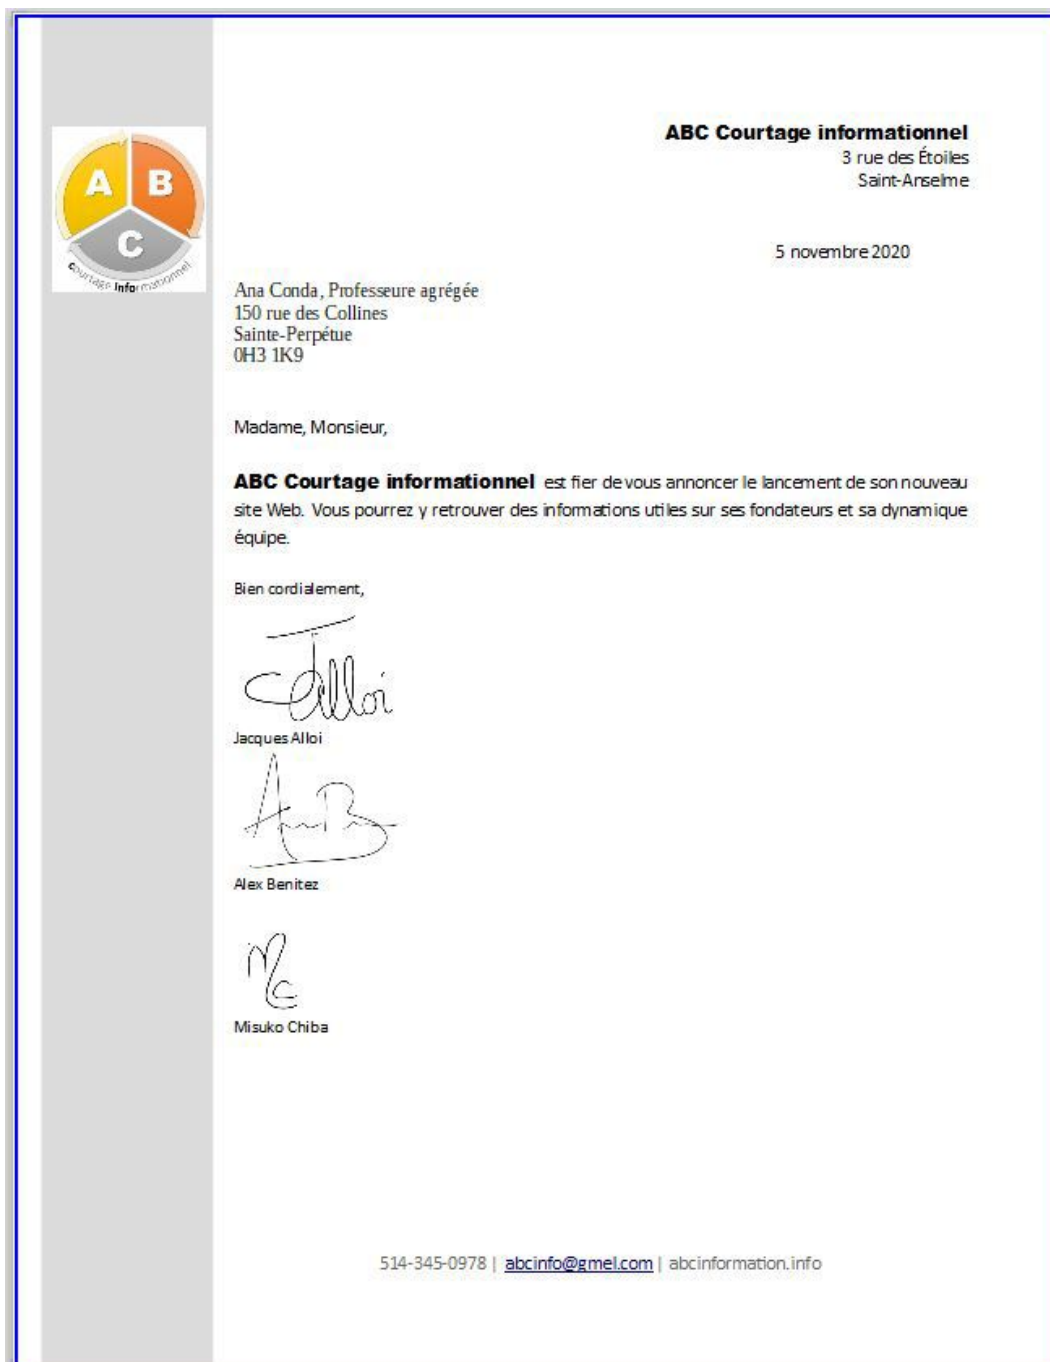 ABC Courtage informationnel
3 rue des Étoiles
Saint-Anselme
A B
C
courtage Informationnel
5 novembre 2020
Ana Conda, Professeure agrégée
150 rue des Collines
Sainte-Perpétue
0H3 1K9
Madame, Monsieur,
ABC Courtage informationnel est fier de vous annoncer le lancement de son nouveau
site Web. Vous pourrez y retrouver des informations utiles sur ses fondateurs et sa dynamique
équipe.
Bien cordialement,
JAlloi
Jacques Alloi
Alex Benitez
MC
Misuko Chiba
514-345-0978 | abcinfo@gmel.com | abcinformation.info